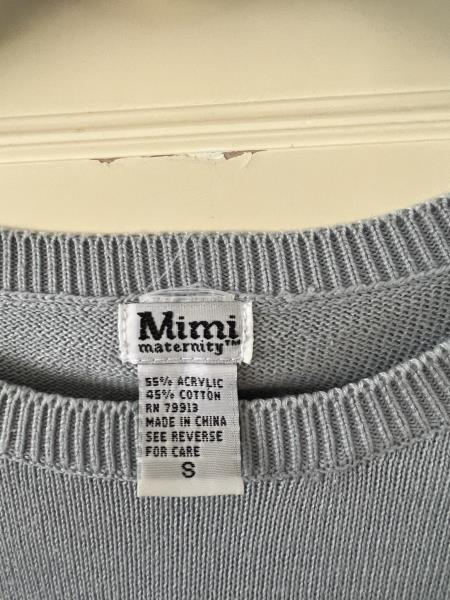 Mimi
maternity™
55% ACRYLIC
45% COTTON
RN 79913
MADE IN CHINA
SEE REVERSE
FOR CARE
S